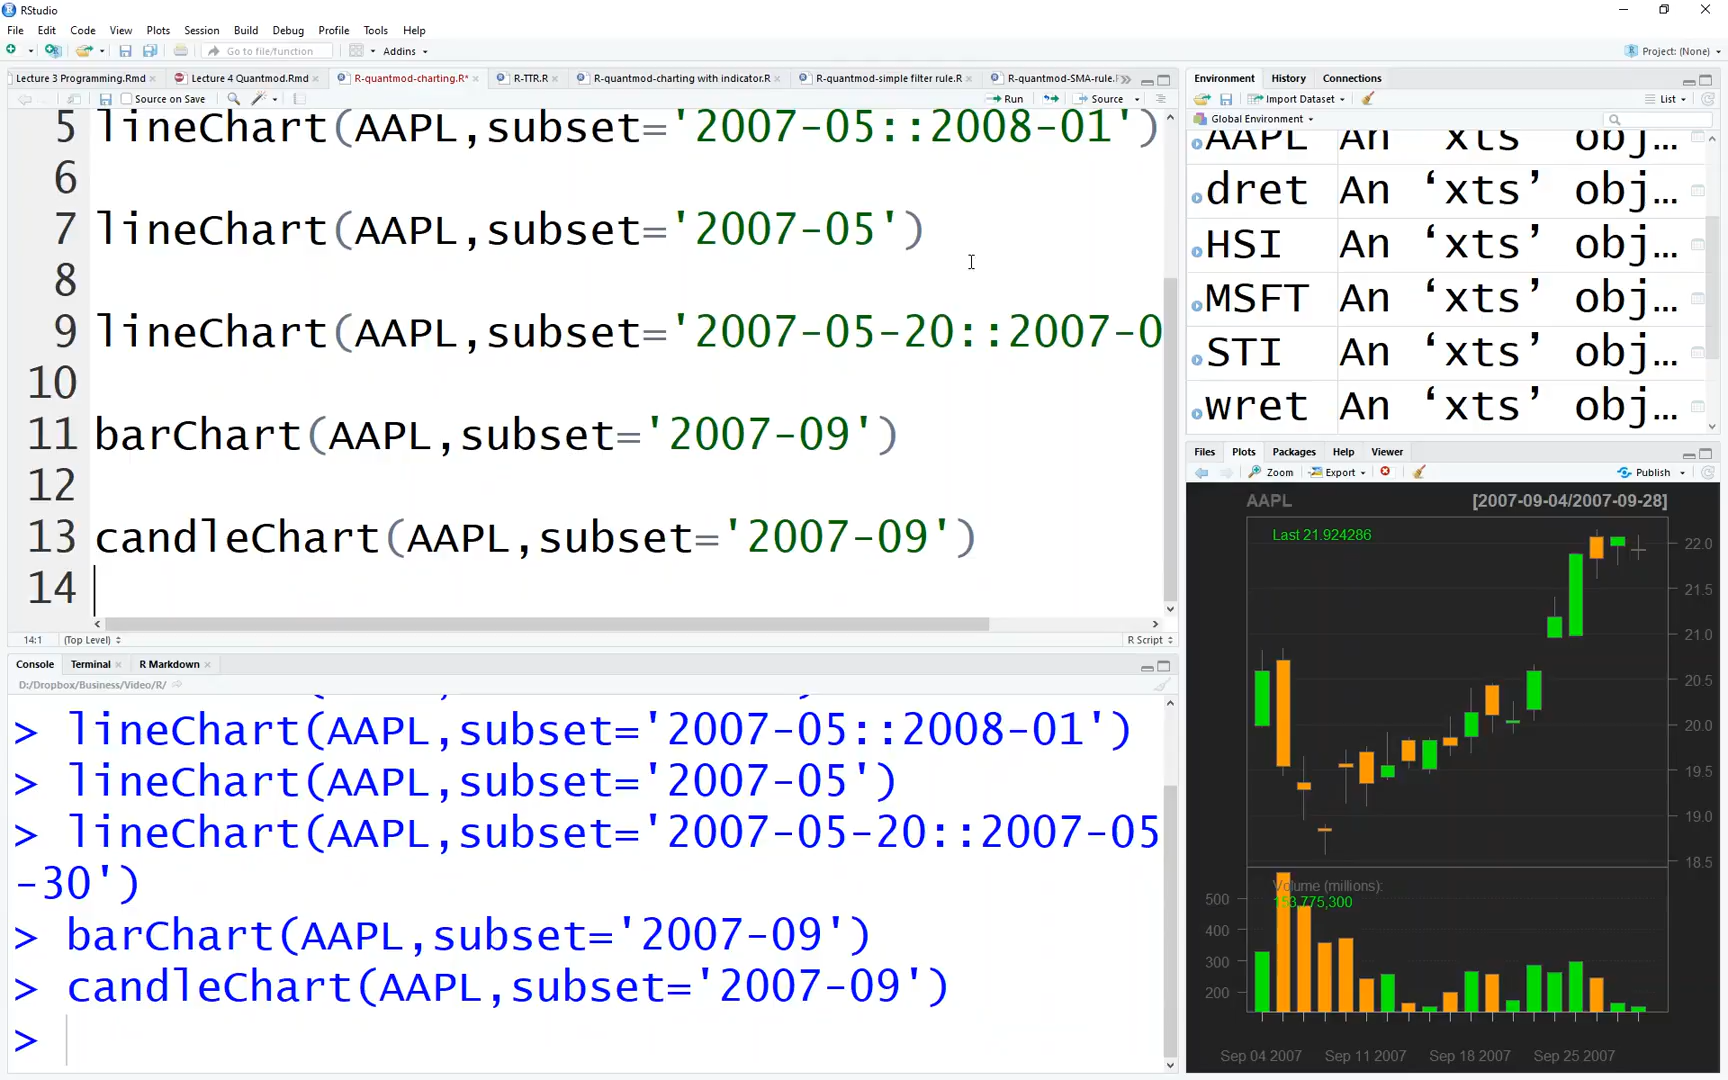 RStudio
File Edit Code View Plots Session Build Debug Profile Tools Help
Go to file/function Addins Project: (None)
Lecture 3 Programming.Rmd Lecture 4 Quantmod.Rmd R-quantmod-charting.R* R-TTR.R R-quantmod-charting with indicator.R R-quantmod-simple filter rule.R R-quantmod-SMA-rule.
Source on Save Run Source
5 lineChart(AAPL,subset='2007-05::2008-01')
6
7 lineChart(AAPL,subset='2007-05')
8
9 lineChart(AAPL,subset='2007-05-20::2007-0
10
11 barChart(AAPL,subset='2007-09')
12
13 candleChart(AAPL,subset='2007-09')
14
14:1 (Top Level) R Script
Console Terminal R Markdown
D:/Dropbox/Business/Video/R/
> lineChart(AAPL,subset='2007-05::2008-01')
> lineChart(AAPL,subset='2007-05')
> lineChart(AAPL,subset='2007-05-20::2007-05
-30')
> barChart(AAPL,subset='2007-09')
> candleChart(AAPL,subset='2007-09')
>
Environment History Connections
Import Dataset List
Global Environment
AAPL An ‘xts’ obj…
dret An ‘xts’ obj…
HSI An ‘xts’ obj…
MSFT An ‘xts’ obj…
STI An ‘xts’ obj…
wret An ‘xts’ obj…
Files Plots Packages Help Viewer
Zoom Export Publish
AAPL [2007-09-04/2007-09-28]
Last 21.924286
22.0
21.5
21.0
20.5
20.0
19.5
19.0
18.5
Volume (millions):
153,775,300
500
400
300
200
Sep 04 2007 Sep 11 2007 Sep 18 2007 Sep 25 2007